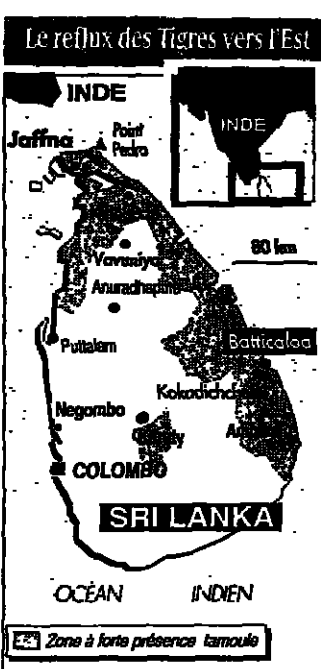 Le reflux des Tigres vers l'Est
INDE
INDE
Jaffna
Point
Pedro
80 km
Vavuniya
Anuradhapura
Batticaloa
Puttalam
Negombo
COLOMBO
SRI LANKA
OCÉAN INDIEN
Zone à forte présence tamoule